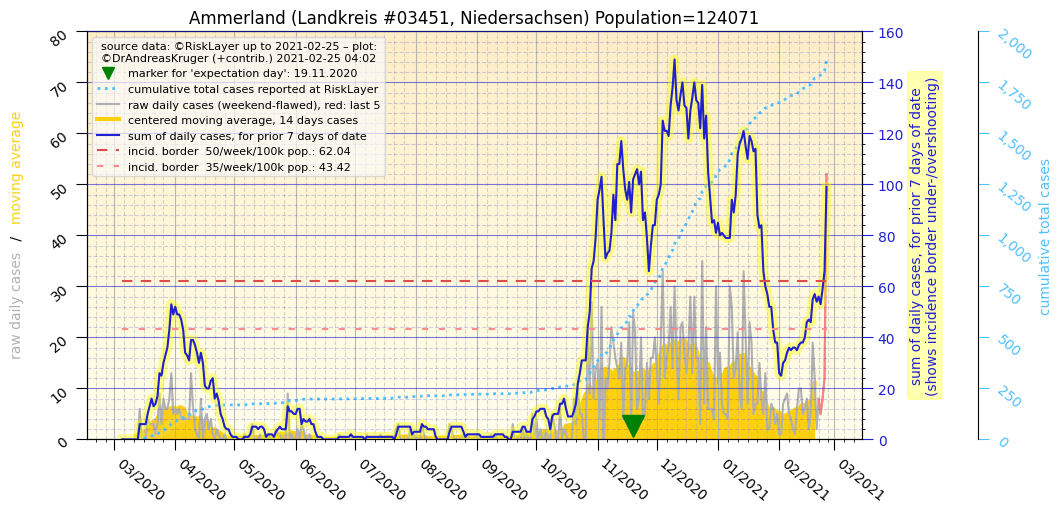 Ammerland (Landkreis #03451, Niedersachsen) Population=124071
source data: ©RiskLayer up to 2021-02-25 – plot:
©DrAndreasKruger (+contrib.) 2021-02-25 04:02
marker for 'expectation day': 19.11.2020
cumulative total cases reported at RiskLayer
raw daily cases (weekend-flawed), red: last 5
centered moving average, 14 days cases
sum of daily cases, for prior 7 days of date
incid. border  50/week/100k pop.: 62.04
incid. border  35/week/100k pop.: 43.42
raw daily cases / moving average
80
70
60
50
40
30
20
10
0
03/2020
04/2020
05/2020
06/2020
07/2020
08/2020
09/2020
10/2020
11/2020
12/2020
01/2021
02/2021
03/2021
160
140
120
100
80
60
40
20
0
sum of daily cases, for prior 7 days of date
(shows incidence border under-/overshooting)
2,000
1,750
1,500
1,250
1,000
750
500
250
0
cumulative total cases